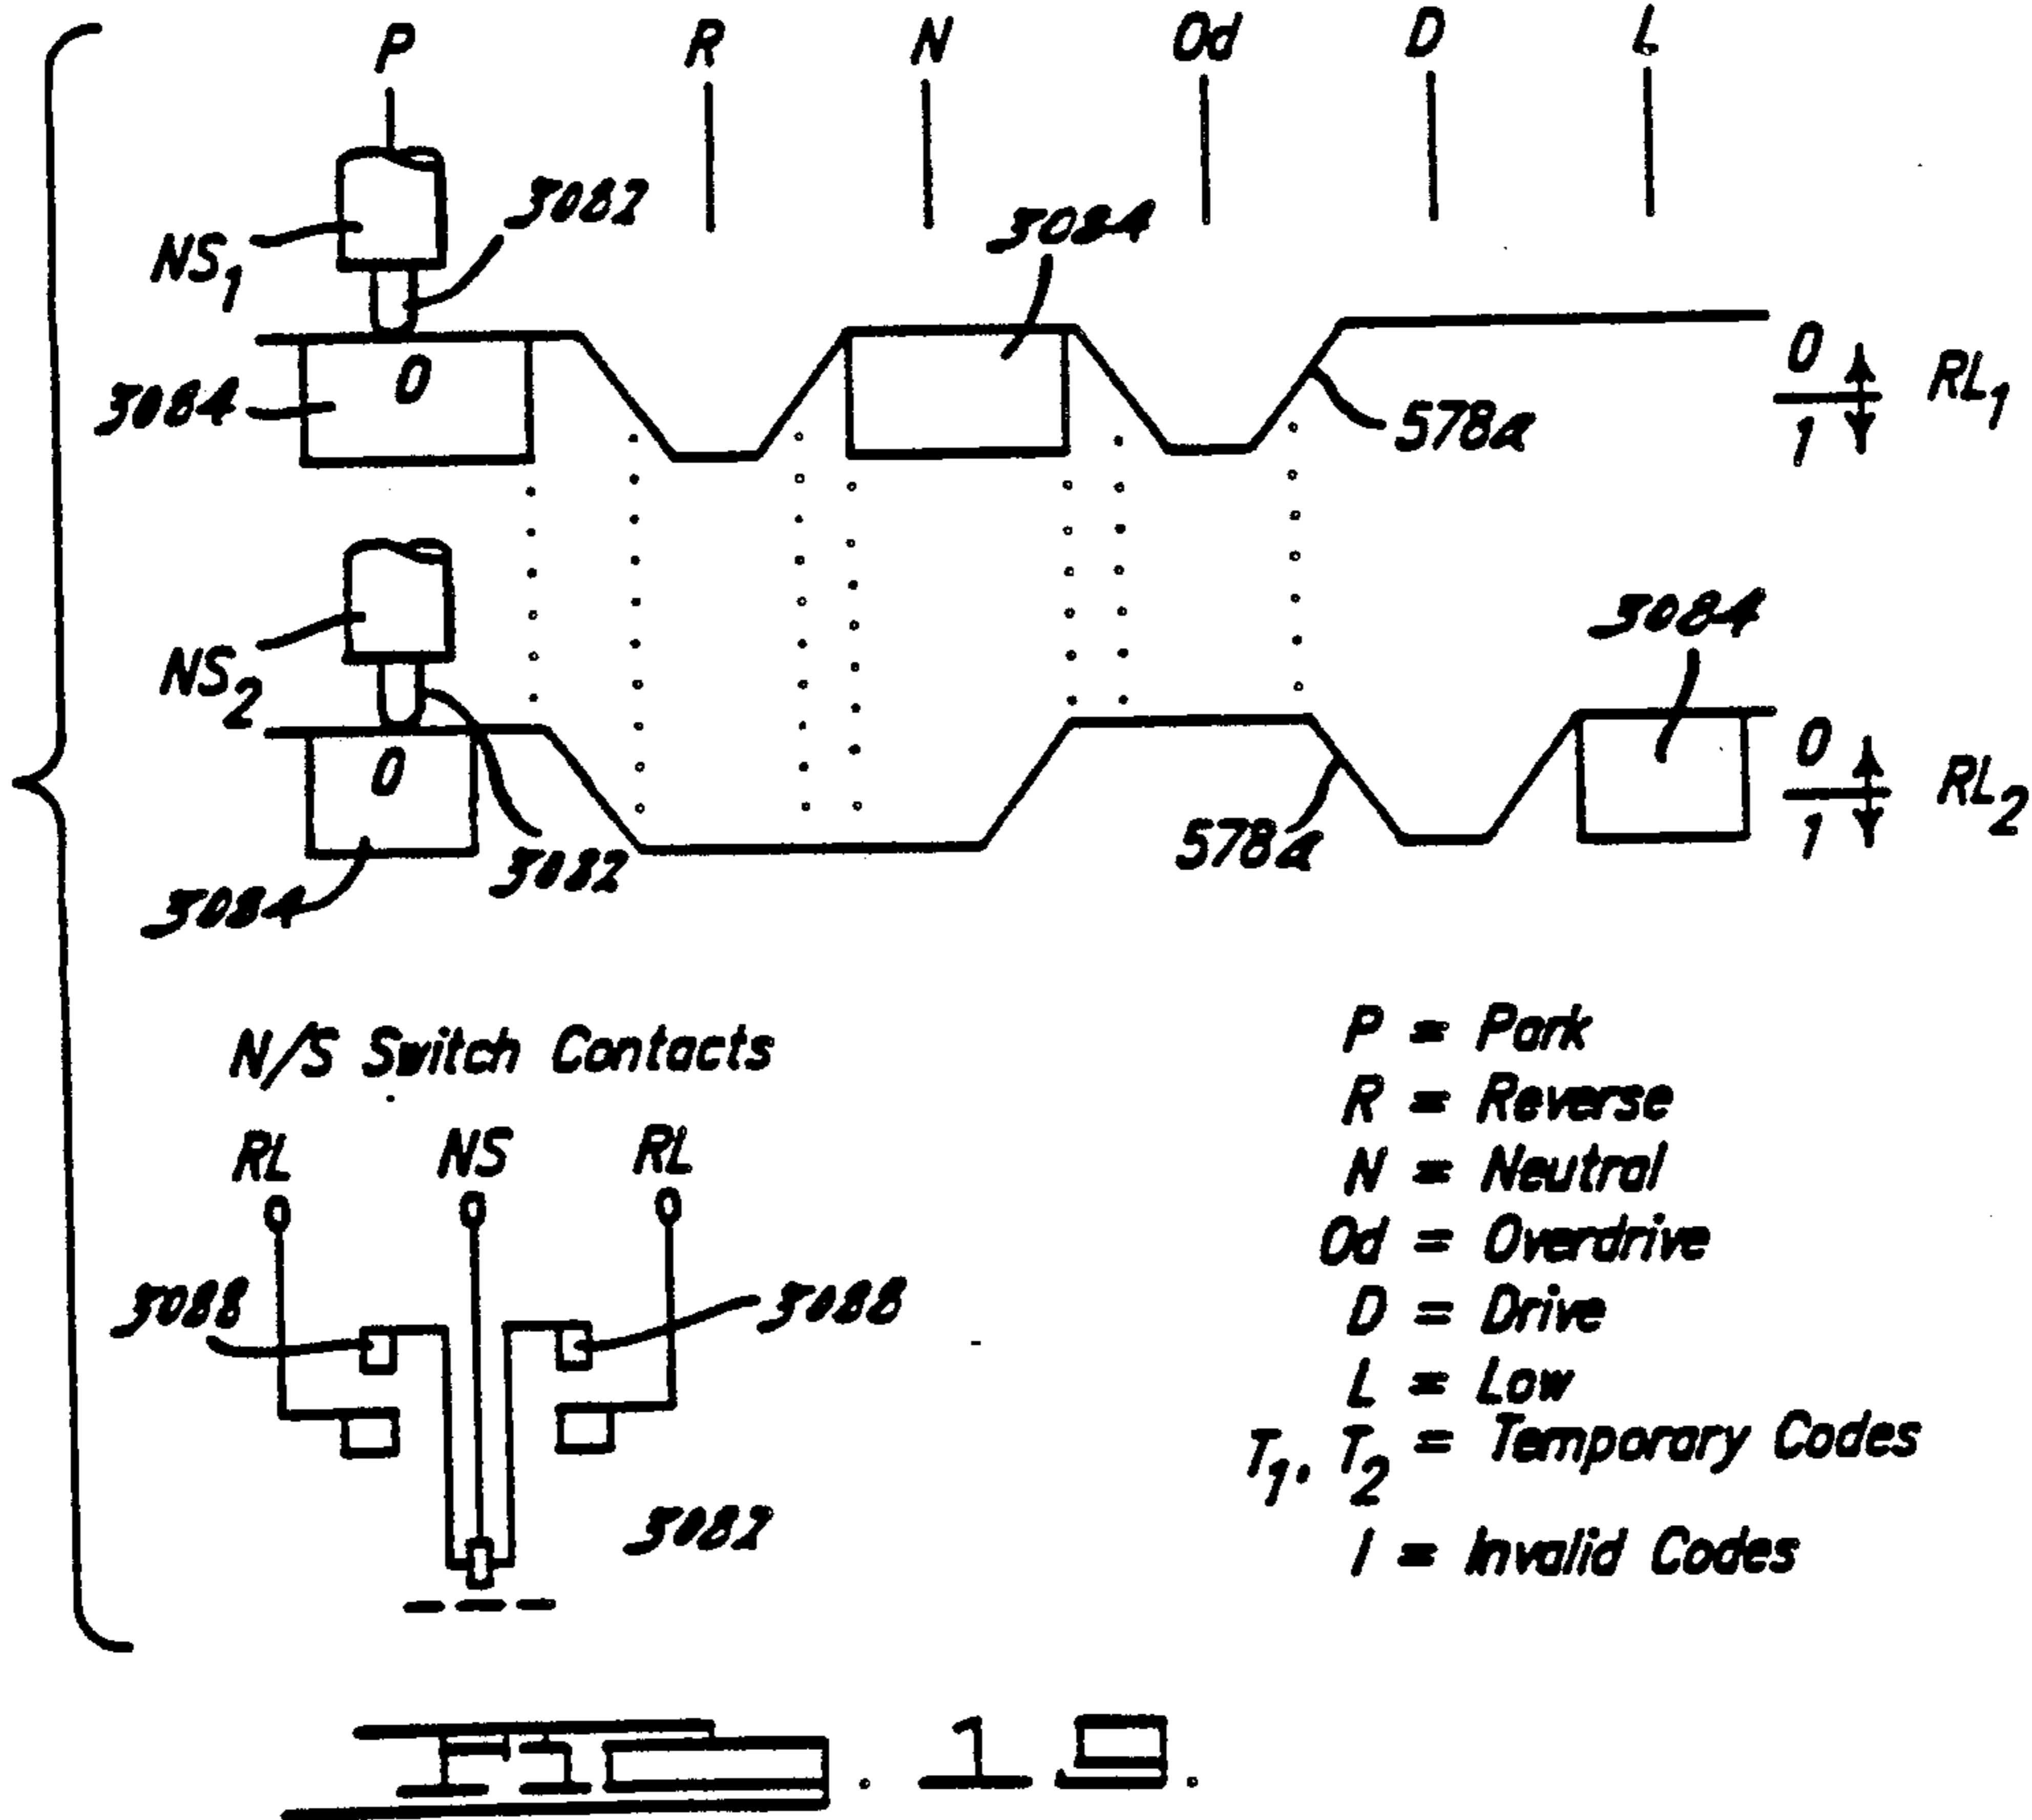 P R N Od D L
3082
NS1
3084
0
3084
578a
0
1
RL1
NS2
3084
0
3082
3084
578a
0
1
RL2
N/S Switch Contacts
RL NS RL
3088
3088
3082
P = Park
R = Reverse
N = Neutral
Od = Overdrive
D = Drive
L = Low
T1, T2 = Temporary Codes
I = Invalid Codes